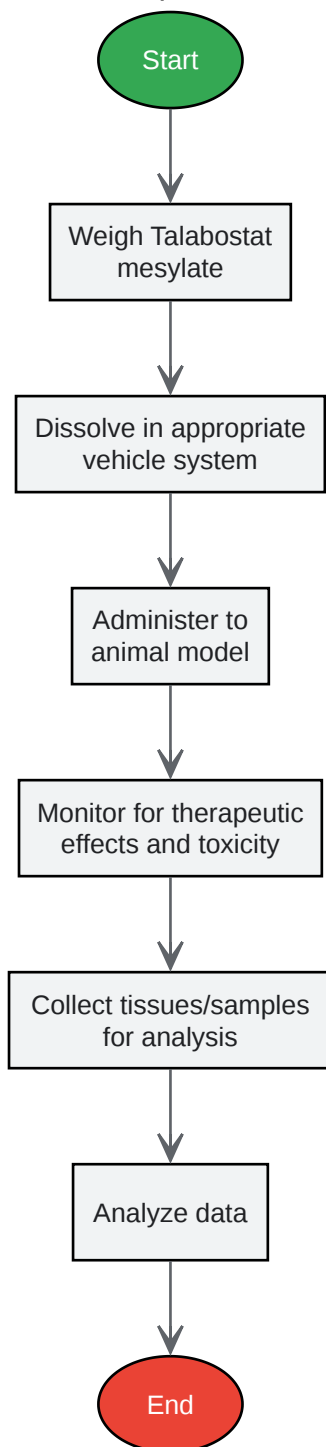 Start
Weigh Talabostat
mesylate
Dissolve in appropriate
vehicle system
Administer to
animal model
Monitor for therapeutic
effects and toxicity
Collect tissues/samples
for analysis
Analyze data
End